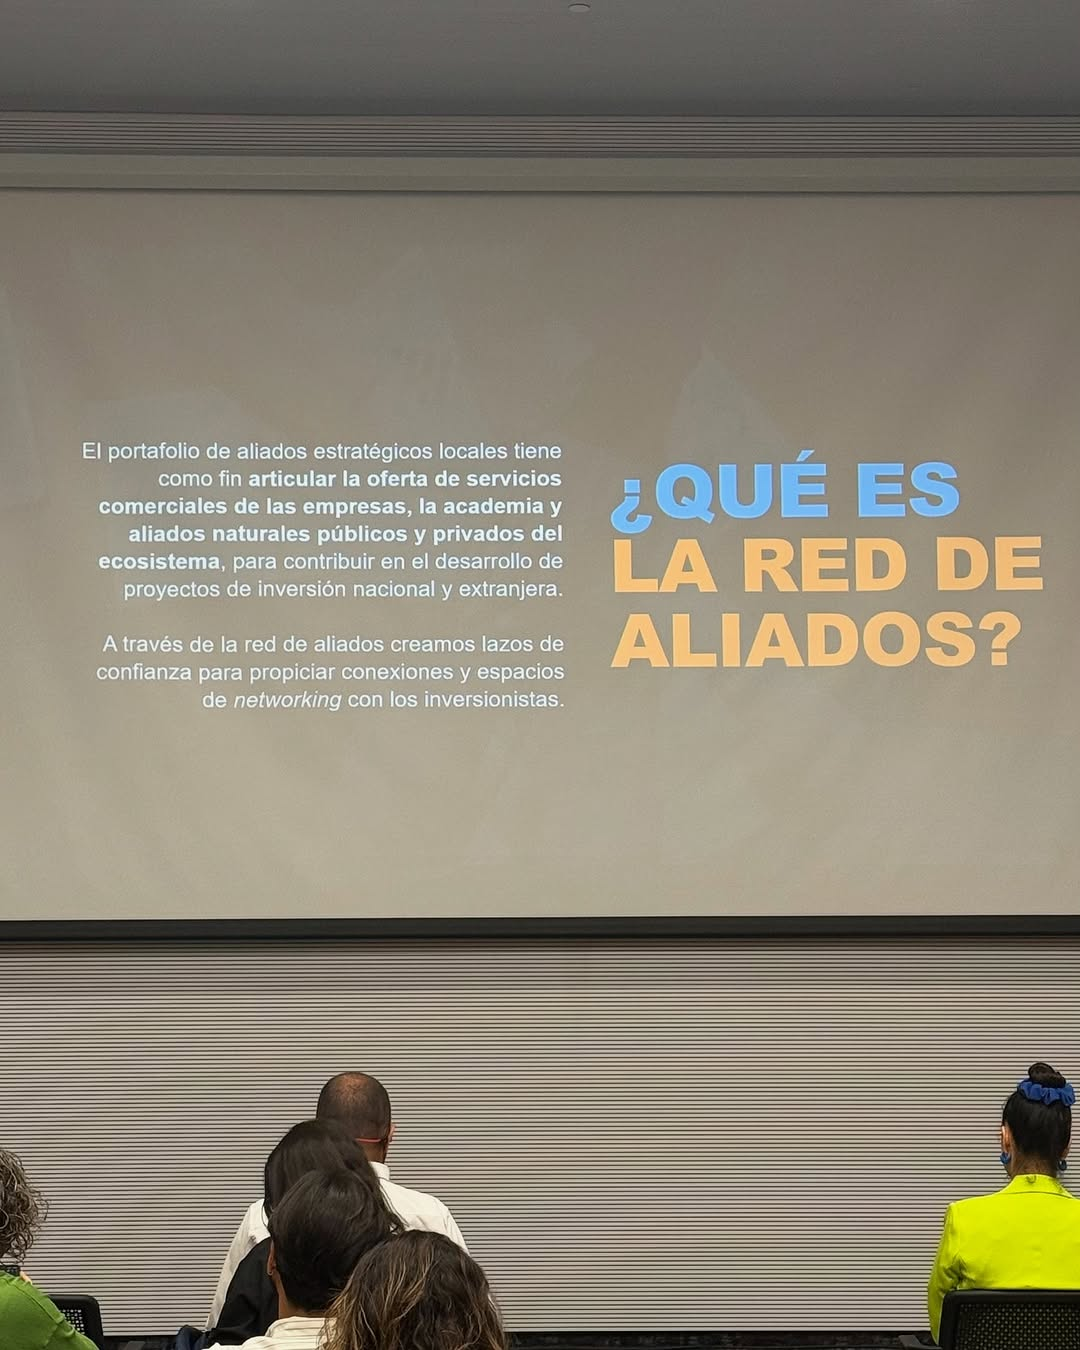 El portafolio de aliados estratégicos locales tiene
como fin articular la oferta de servicios
comerciales de las empresas, la academia y
aliados naturales públicos y privados del
ecosistema, para contribuir en el desarrollo de
proyectos de inversión nacional y extranjera.
A través de la red de aliados creamos lazos de
confianza para propiciar conexiones y espacios
de networking con los inversionistas.
¿QUÉ ES
LA RED DE
ALIADOS?